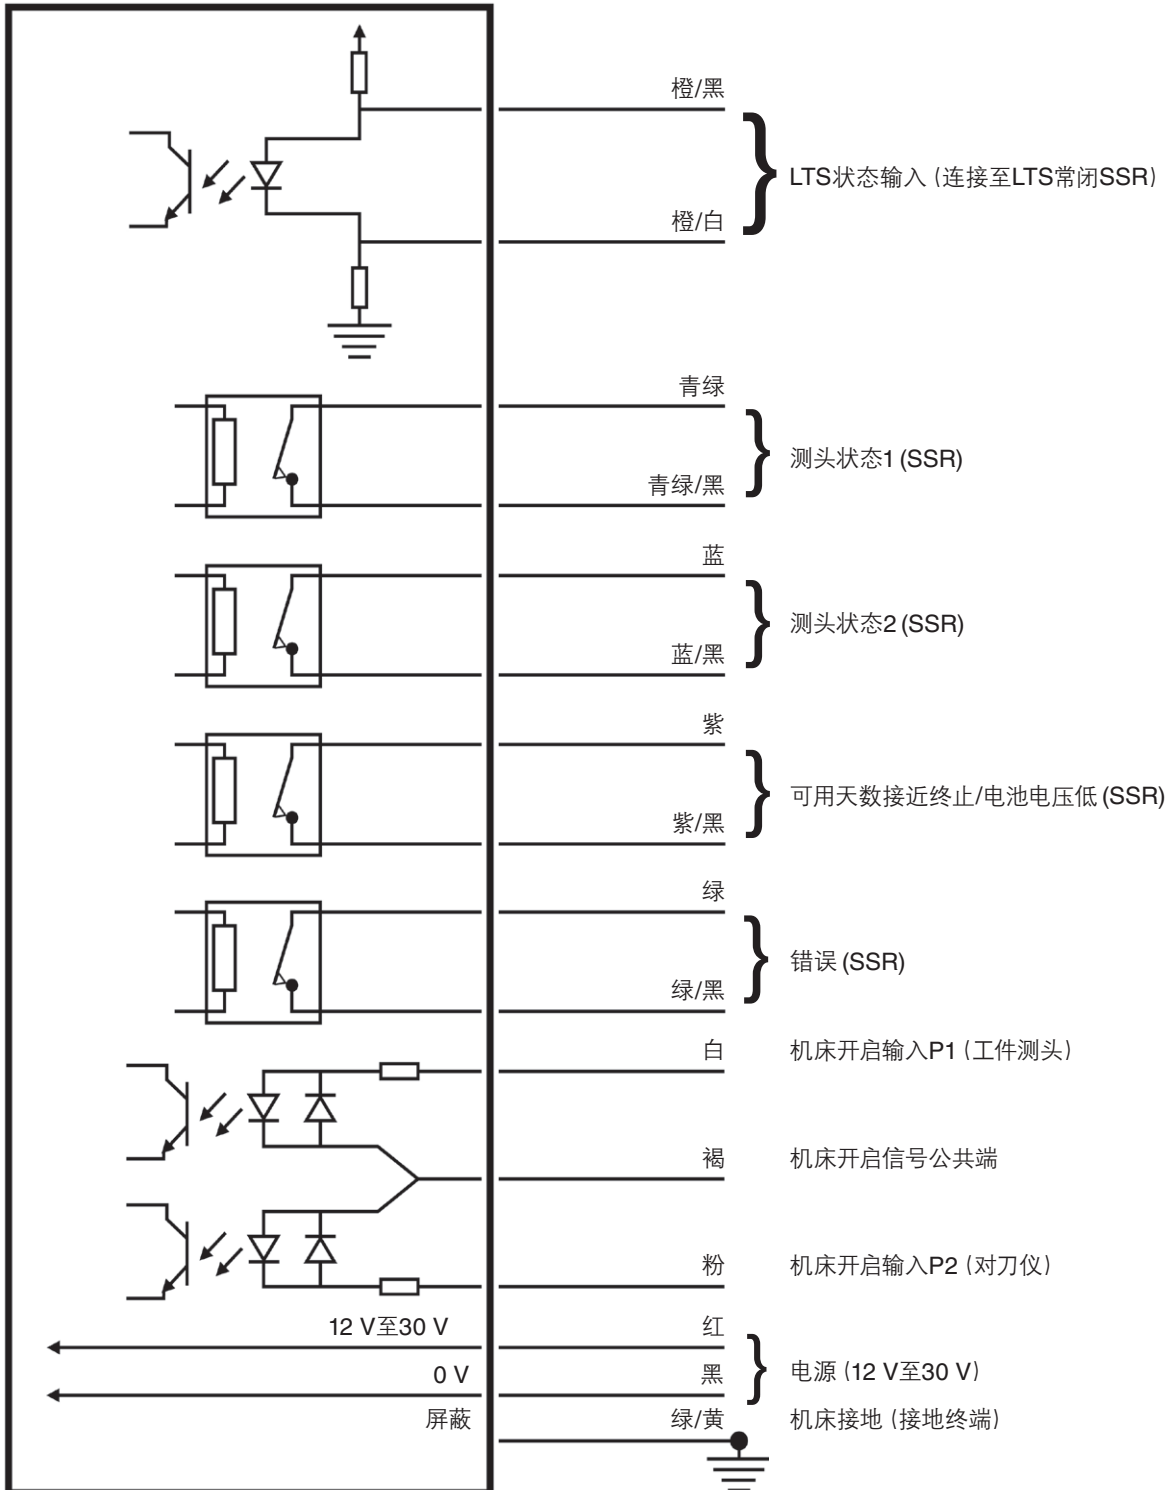 橙/黑
LTS状态输入 (连接至LTS常闭SSR)
橙/白
青绿
测头状态1 (SSR)
青绿/黑
蓝
测头状态2 (SSR)
蓝/黑
紫
可用天数接近终止/电池电压低 (SSR)
紫/黑
绿
错误 (SSR)
绿/黑
白 机床开启输入P1 (工件测头)
褐 机床开启信号公共端
粉 机床开启输入P2 (对刀仪)
12 V至30 V 红
电源 (12 V至30 V)
0 V 黑
屏蔽 绿/黄 机床接地 (接地终端)